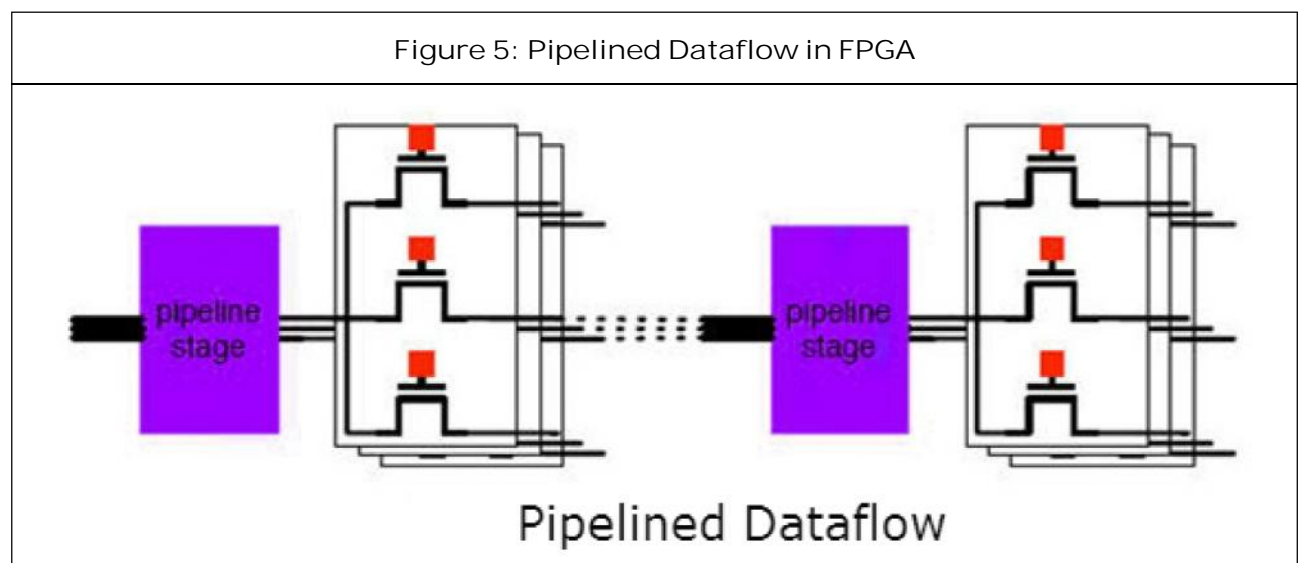 Figure 5: Pipelined Dataflow in FPGA
pipeline
stage
pipeline
stage
Pipelined Dataflow